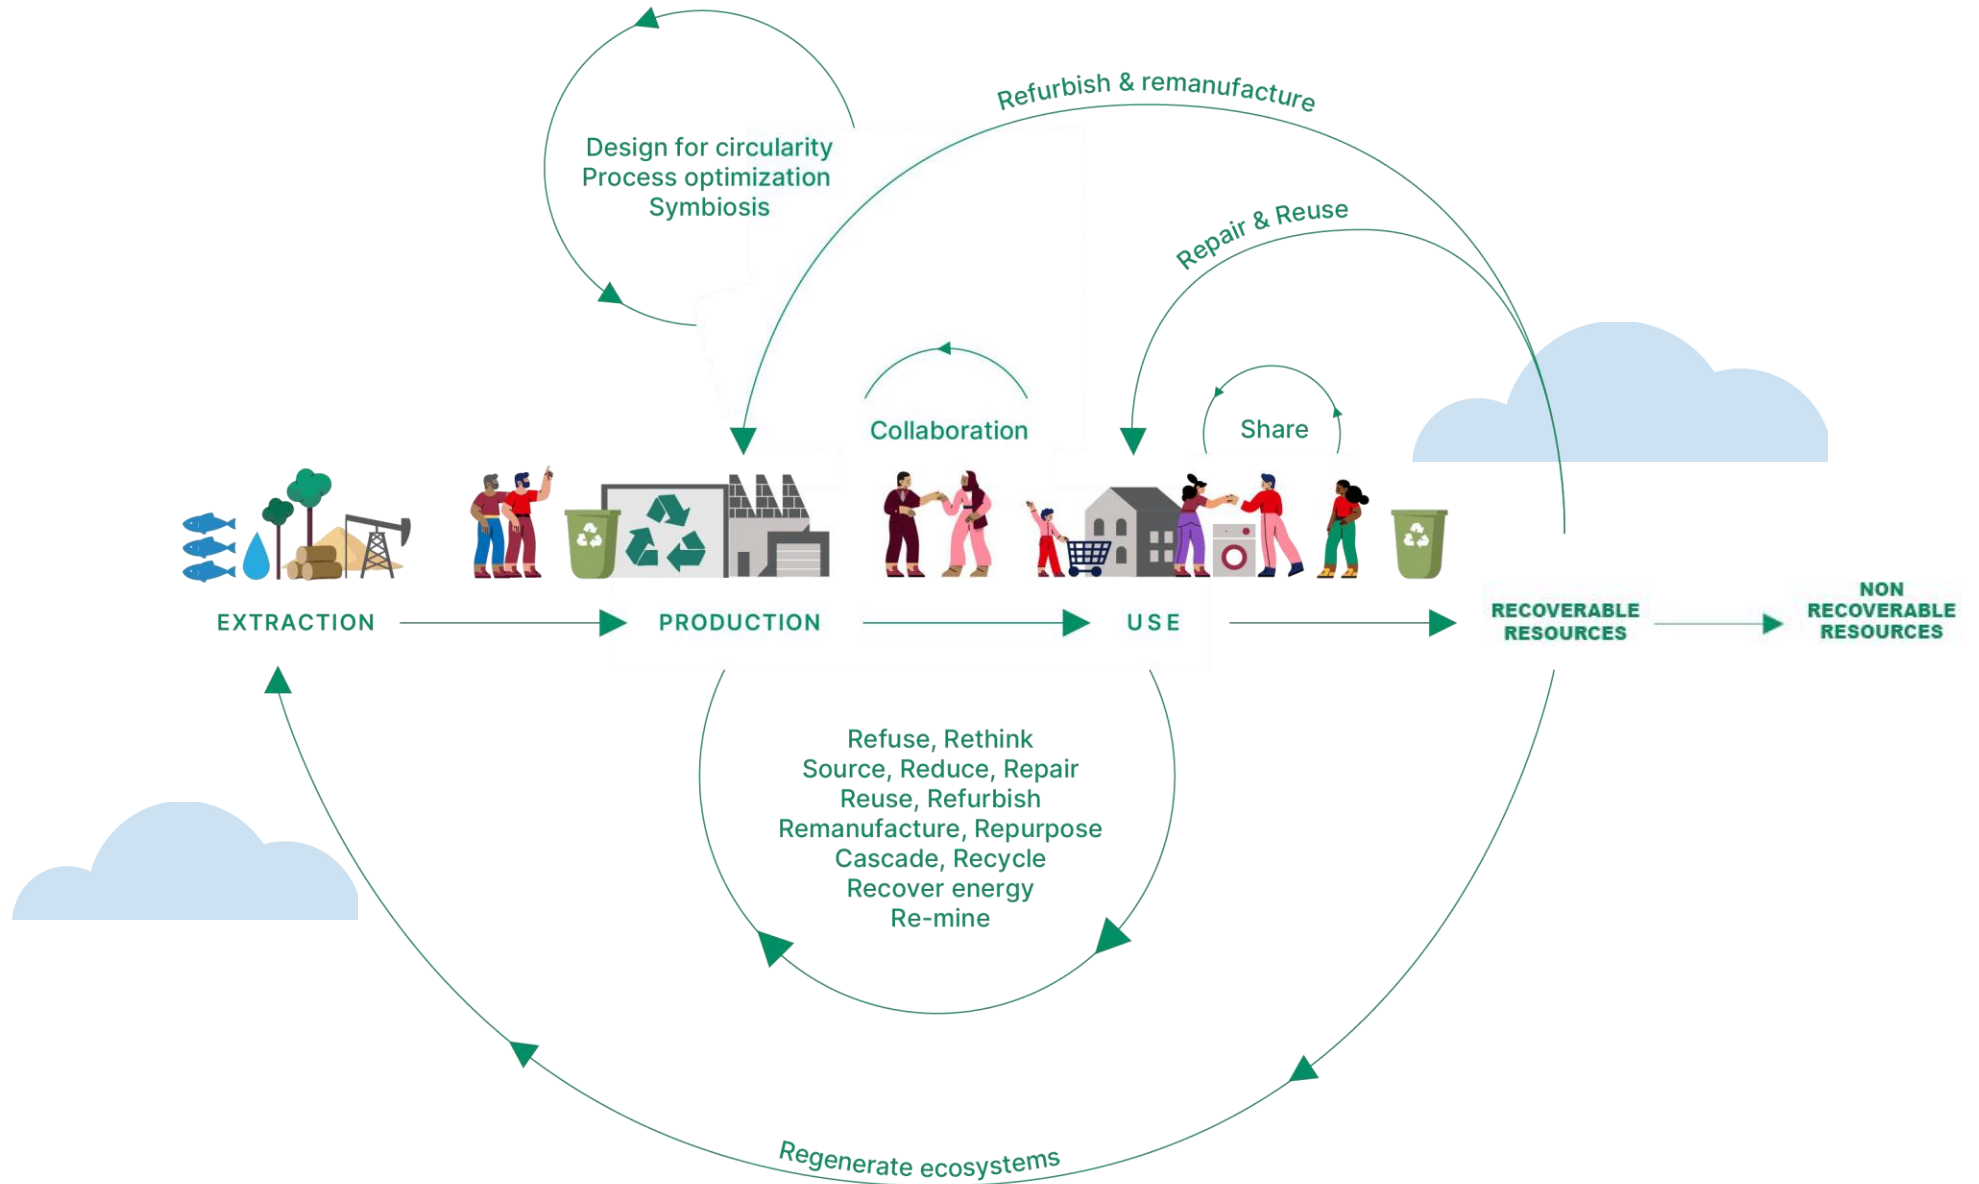 Refurbish & remanufacture
Design for circularity
Process optimization
Symbiosis
Repair & Reuse
Collaboration
Share
EXTRACTION
PRODUCTION
USE
RECOVERABLE
RESOURCES
NON
RECOVERABLE
RESOURCES
Refuse, Rethink
Source, Reduce, Repair
Reuse, Refurbish
Remanufacture, Repurpose
Cascade, Recycle
Recover energy
Re-mine
Regenerate ecosystems